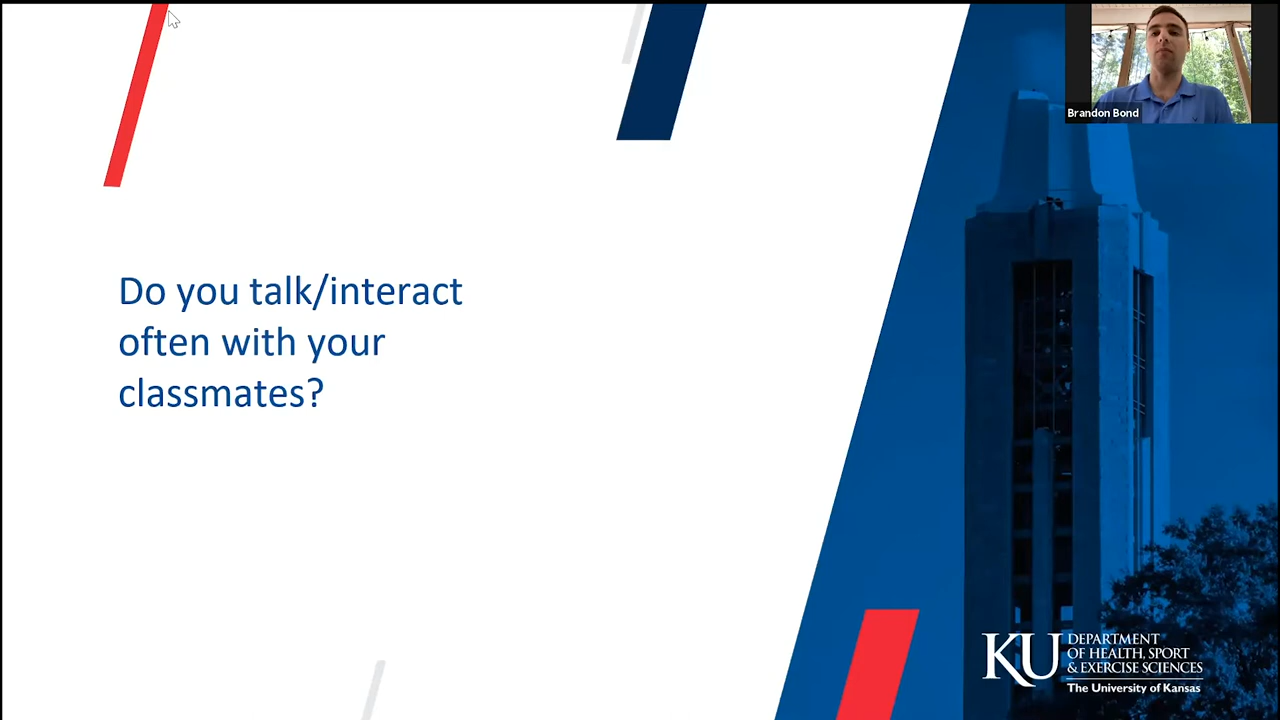 Brandon Bond
Do you talk/interact
often with your
classmates?
KU
DEPARTMENT
OF HEALTH, SPORT
& EXERCISE SCIENCES
The University of Kansas